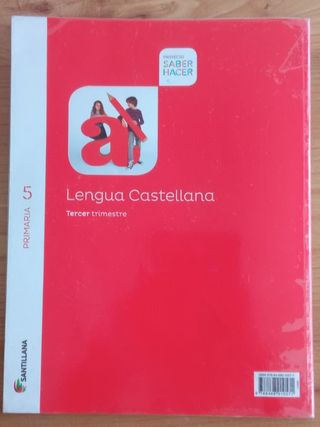 PROYECTO
SABER
HACER
a
Lengua Castellana
Tercer trimestre
PRIMARIA 5
SANTILLANA